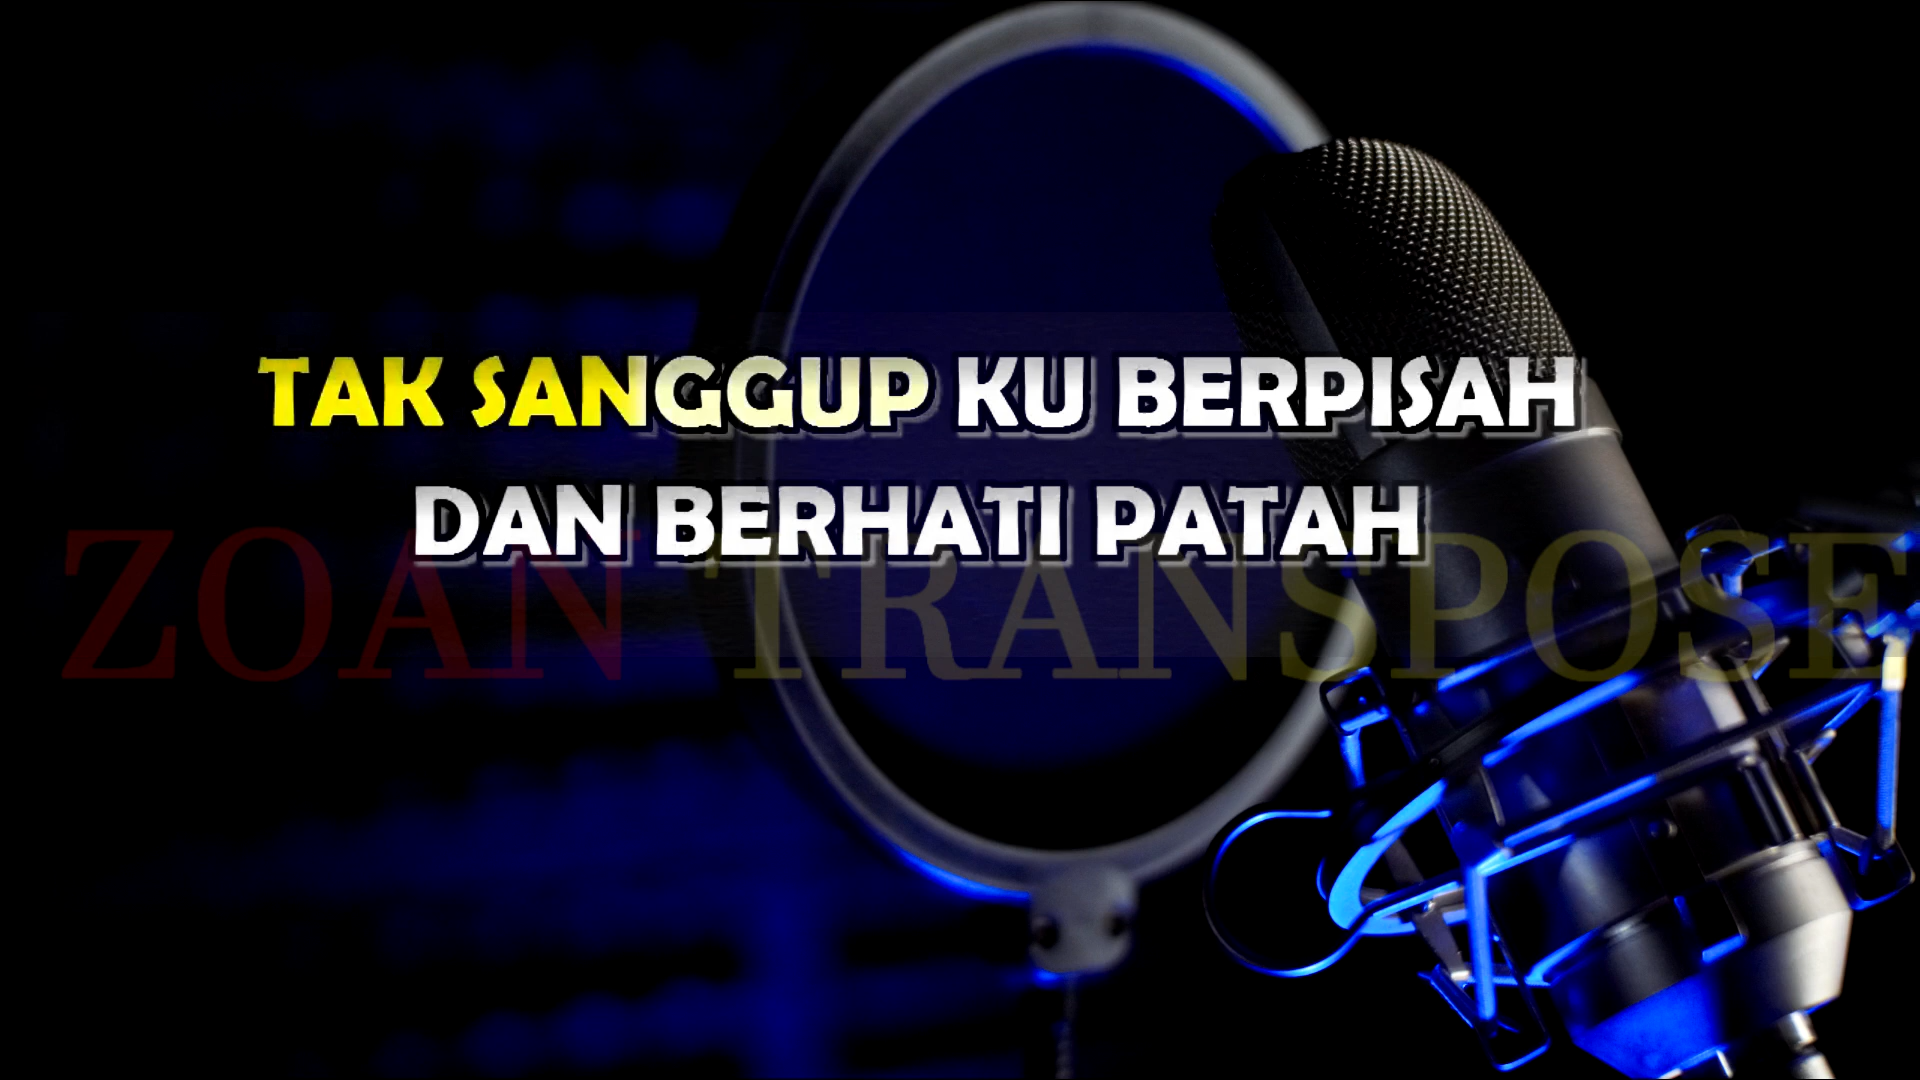 TAK SANGGUP KU BERPISAH
DAN BERHATI PATAH
ZOAN TRANSPOSE